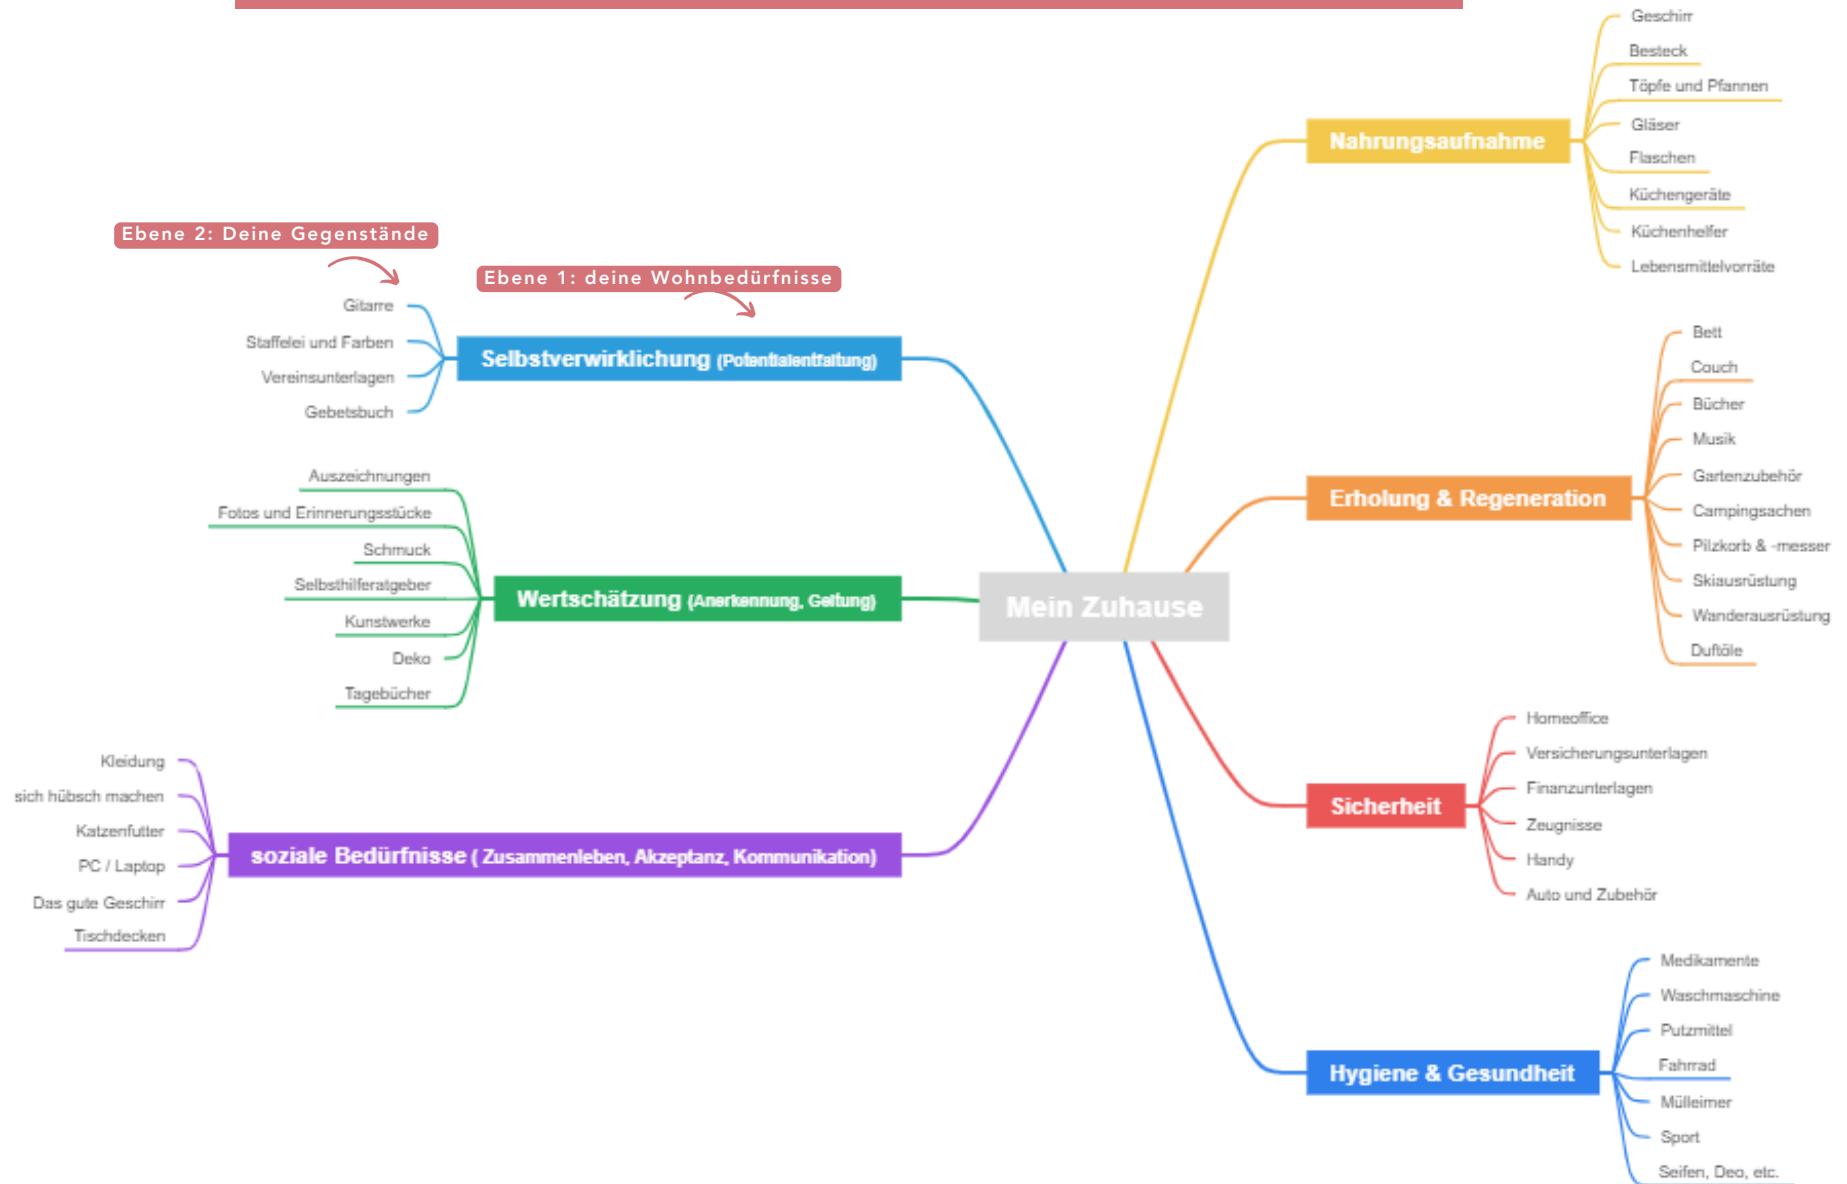 Ebene 2: Deine Gegenstände
Ebene 1: deine Wohnbedürfnisse
Mein Zuhause
Selbstverwirklichung (Potentialentfaltung)
Gitarre
Staffelei und Farben
Vereinsunterlagen
Gebetsbuch
Wertschätzung (Anerkennung, Geltung)
Auszeichnungen
Fotos und Erinnerungsstücke
Schmuck
Selbsthilferatgeber
Kunstwerke
Deko
Tagebücher
soziale Bedürfnisse ( Zusammenleben, Akzeptanz, Kommunikation)
Kleidung
sich hübsch machen
Katzenfutter
PC / Laptop
Das gute Geschirr
Tischdecken
Nahrungsaufnahme
Geschirr
Besteck
Töpfe und Pfannen
Gläser
Flaschen
Küchengeräte
Küchenhelfer
Lebensmittelvorräte
Erholung & Regeneration
Bett
Couch
Bücher
Musik
Gartenzubehör
Campingsachen
Pilzkorb & -messer
Skiausrüstung
Wanderausrüstung
Duftöle
Sicherheit
Homeoffice
Versicherungsunterlagen
Finanzunterlagen
Zeugnisse
Handy
Auto und Zubehör
Hygiene & Gesundheit
Medikamente
Waschmaschine
Putzmittel
Fahrrad
Mülleimer
Sport
Seifen, Deo, etc.